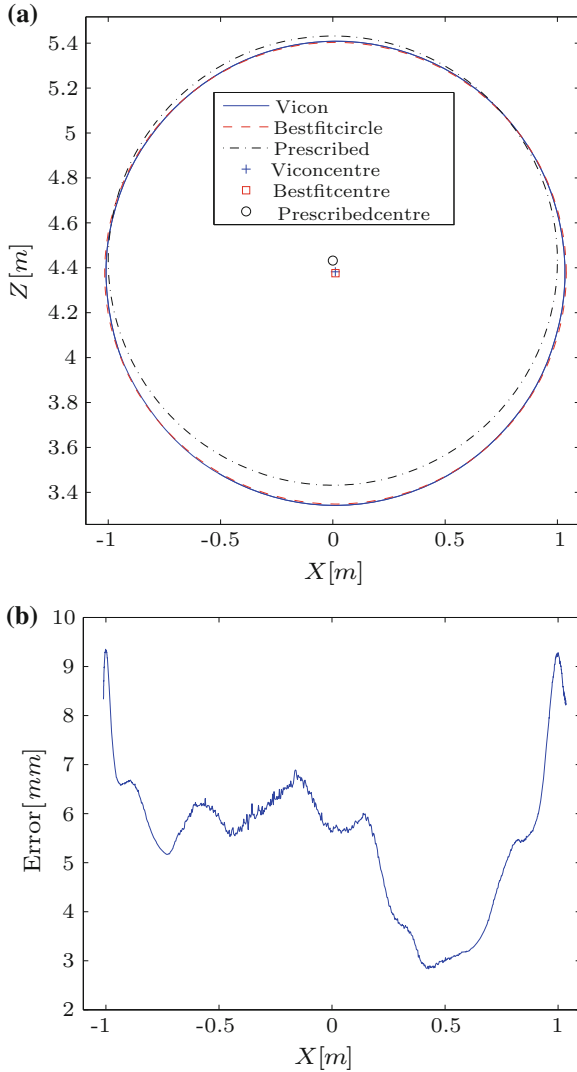 (a)
5.4
5.2
5
4.8
4.6
4.4
4.2
4
3.8
3.6
3.4
Z[m]
Vicon
Bestfitcircle
Prescribed
Viconcentre
Bestfitcentre
Prescribedcentre
-1
-0.5
0
0.5
1
X[m]
(b)
10
9
8
7
6
5
4
3
2
Error[mm]
-1
-0.5
0
0.5
1
X[m]